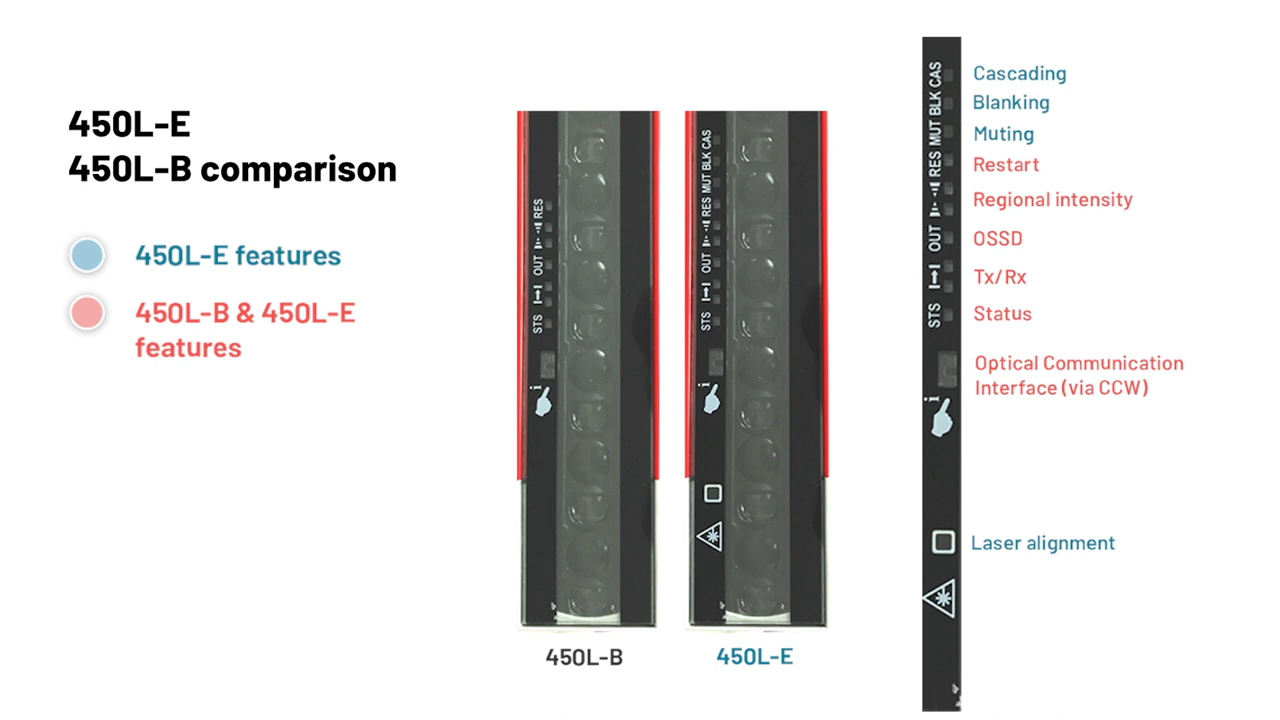 450L-E
450L-B comparison
450L-E features
450L-B & 450L-E
features
STS OUT RES
450L-B
STS OUT RES MUT BLK CAS
450L-E
STS OUT RES MUT BLK CAS
Cascading
Blanking
Muting
Restart
Regional intensity
OSSD
Tx/Rx
Status
Optical Communication
Interface (via CCW)
i
Laser alignment